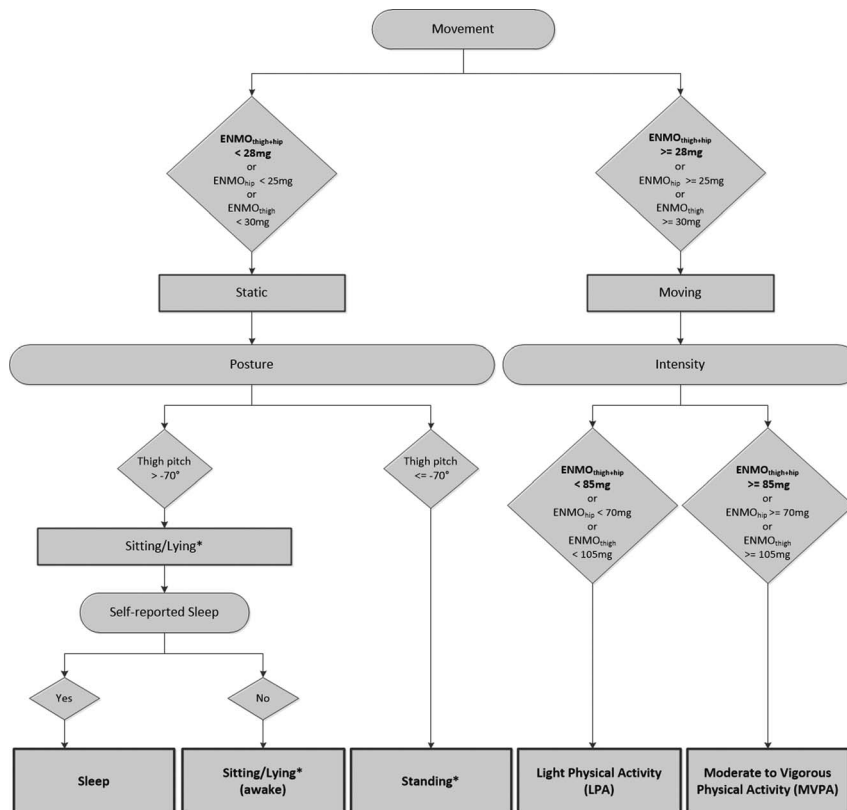 Movement
ENMOthigh+hip
< 28mg
or
ENMOhip < 25mg
or
ENMOthigh
< 30mg
ENMOthigh+hip
>= 28mg
or
ENMOhip >= 25mg
or
ENMOthigh
>= 30mg
Static
Moving
Posture
Intensity
Thigh pitch
> -70°
Thigh pitch
<= -70°
ENMOthigh+hip
< 85mg
or
ENMOhip < 70mg
or
ENMOthigh
< 105mg
ENMOthigh+hip
>= 85mg
or
ENMOhip >= 70mg
or
ENMOthigh
>= 105mg
Sitting/Lying*
Self-reported Sleep
Yes
No
Sleep
Sitting/Lying*
(awake)
Standing*
Light Physical Activity
(LPA)
Moderate to Vigorous
Physical Activity (MVPA)